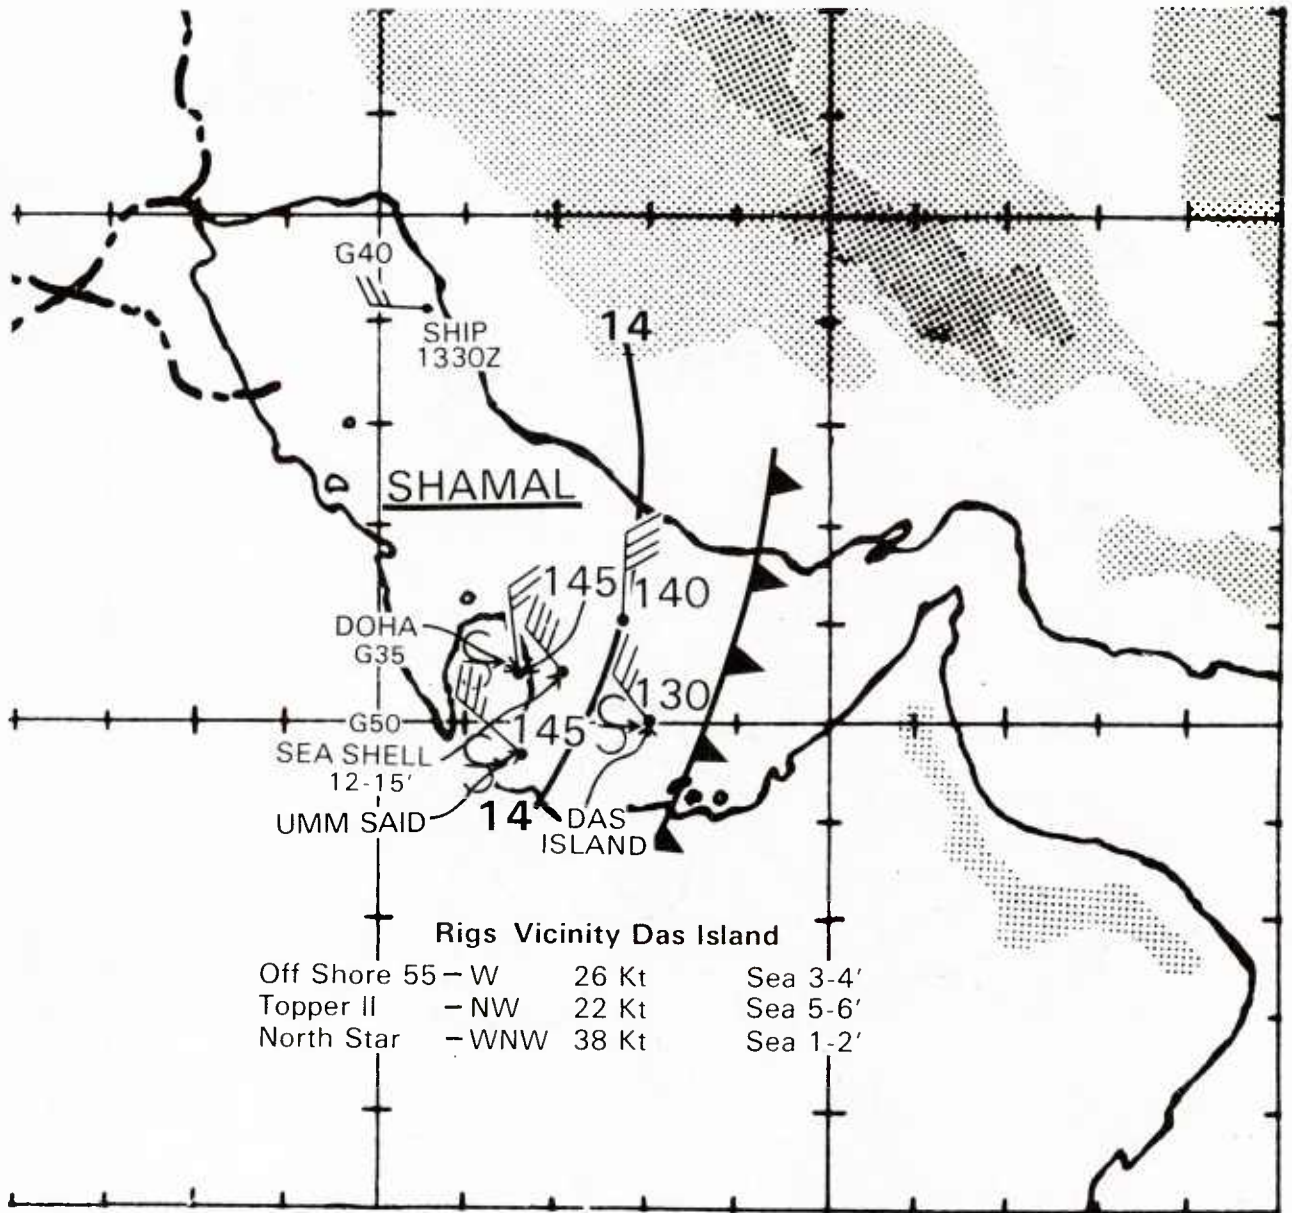 G40
SHIP
1330Z
14
SHAMAL
145
140
DOHA
G35
130
G50
145
SEA SHELL
12-15'
UMM SAID
14
DAS
ISLAND
Rigs Vicinity Das Island
Off Shore 55 – W 26 Kt Sea 3-4'
Topper II – NW 22 Kt Sea 5-6'
North Star – WNW 38 Kt Sea 1-2'